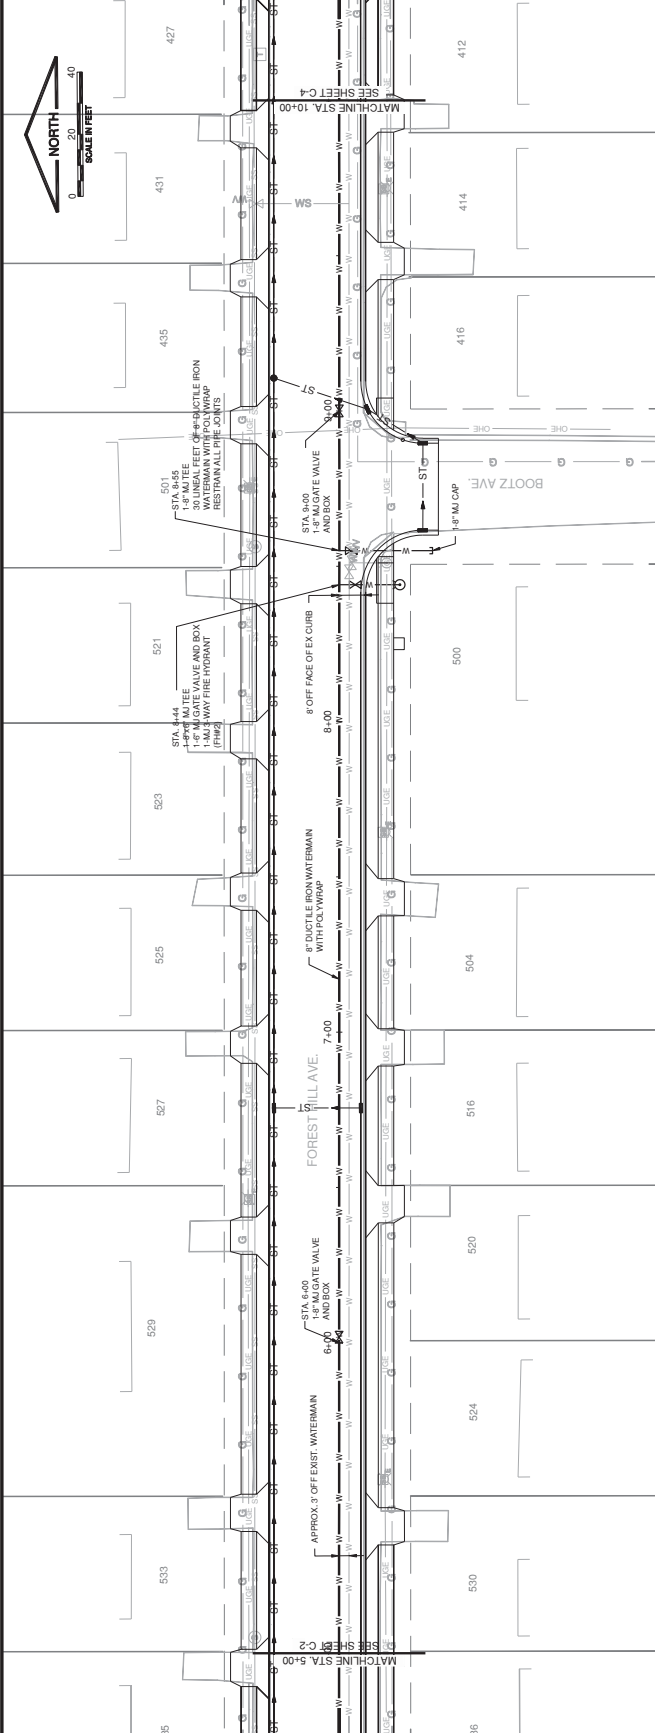 427
412
NORTH
0 20 40
SCALE IN FEET
MATCHLINE STA. 10+00
SEE SHEET C-4
431
414
SM
435
416
9+00
STA. 9+00
1-8" MJ GATE VALVE
AND BOX
STA. 8+55
1-8" MJ TEE
30 LINEAL FEET OF 8" DUCTILE IRON
WATERMAIN WITH POLYWRAP
RESTRAIN ALL PIPE JOINTS
501
OHE
BOOTZ AVE.
1-8" MJ CAP
STA. 8+44
1-8"x6" MJ TEE
1-6" MJ GATE VALVE AND BOX
1-MJ 3-WAY FIRE HYDRANT
(FH#2)
521
8' OFF FACE OF EX CURB
500
8+00
523
8" DUCTILE IRON WATERMAIN
WITH POLYWRAP
525
504
7+00
FOREST HILL AVE.
527
516
STA. 6+00
1-8" MJ GATE VALVE
AND BOX
6+00
520
529
524
APPROX. 3' OFF EXIST. WATERMAIN
533
530
MATCHLINE STA. 5+00
SEE SHEET C-2
ST
W
G
UGE
SS